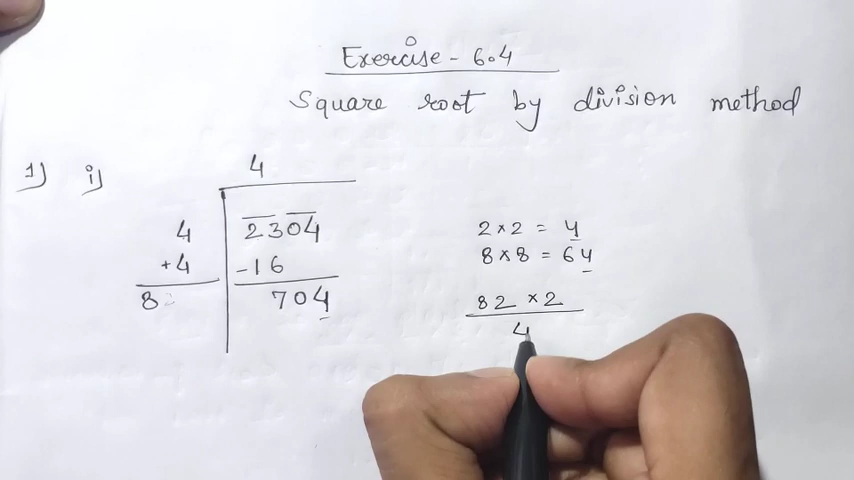 Exercise - 6.4
Square root by division method
1) i)
4
4 2304
+4 -16
82 704
2 × 2 = 4
8 × 8 = 64
82 × 2
4